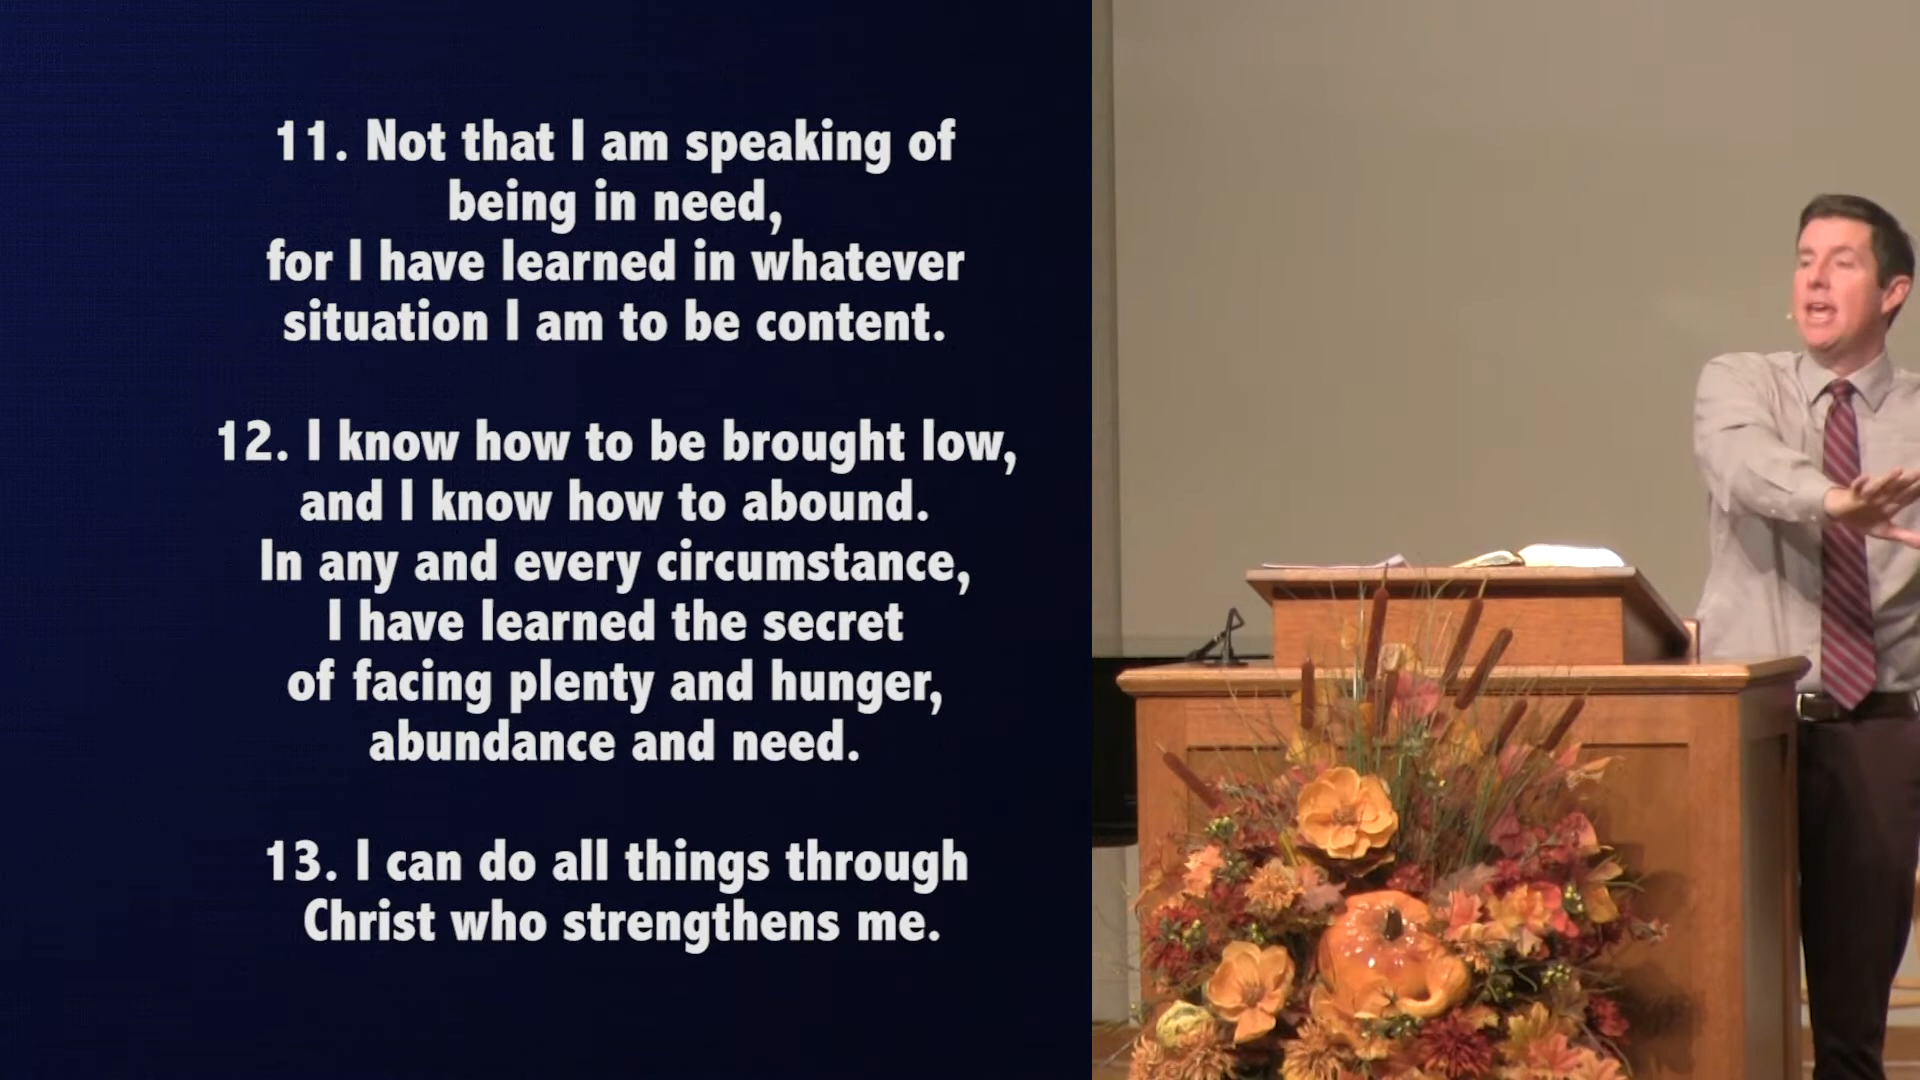 11. Not that I am speaking of
being in need,
for I have learned in whatever
situation I am to be content.
12. I know how to be brought low,
and I know how to abound.
In any and every circumstance,
I have learned the secret
of facing plenty and hunger,
abundance and need.
13. I can do all things through
Christ who strengthens me.